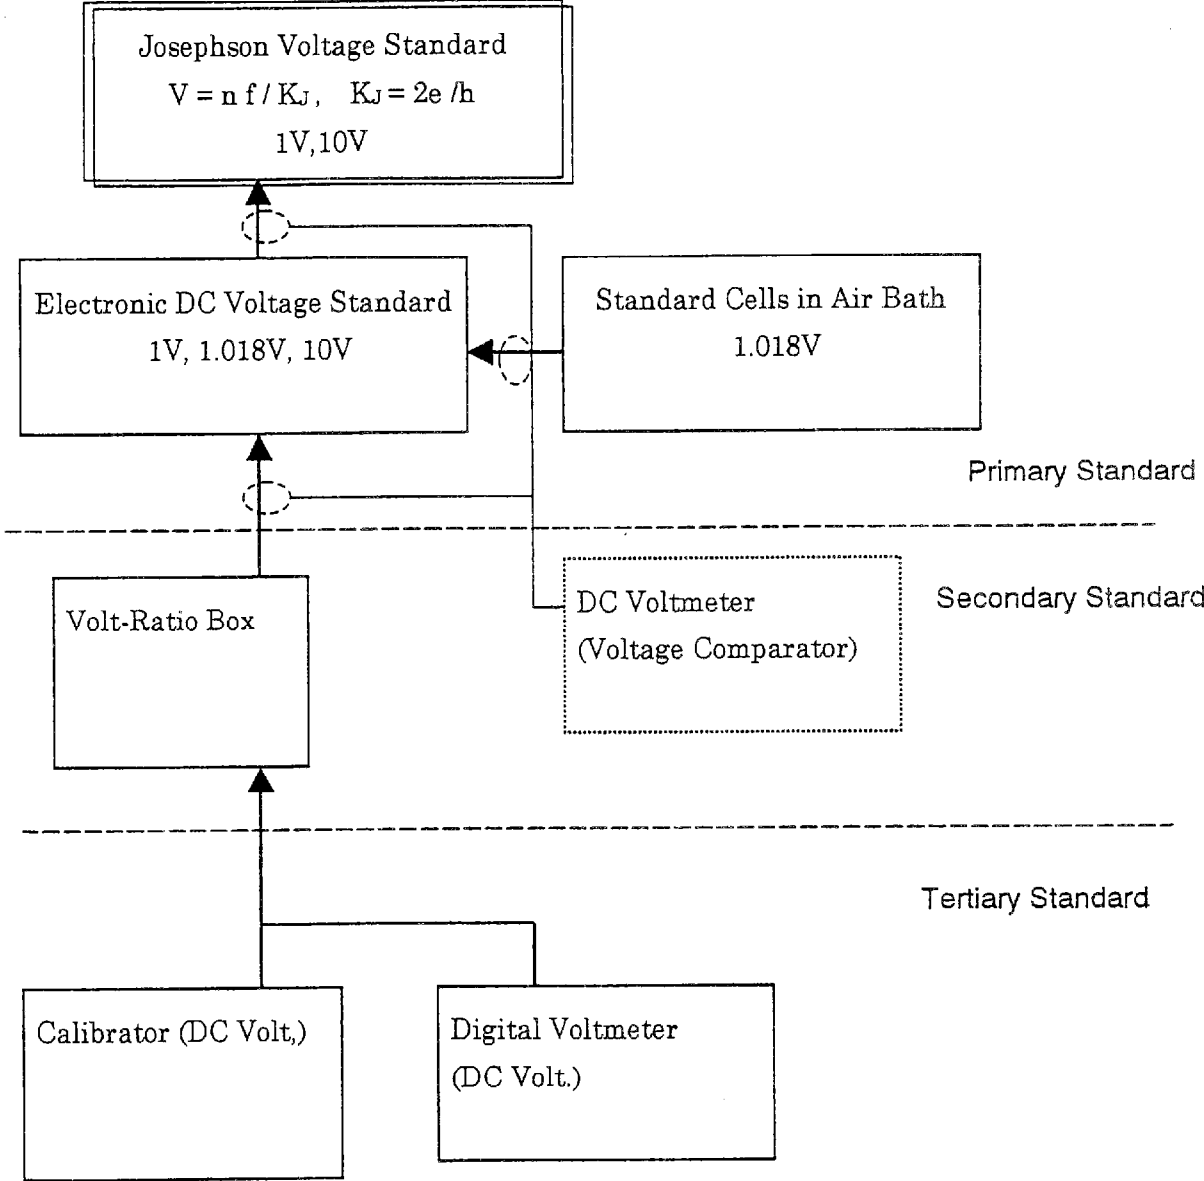 Josephson Voltage Standard
V = n f / KJ, KJ = 2e /h
1V,10V
Electronic DC Voltage Standard
1V, 1.018V, 10V
Standard Cells in Air Bath
1.018V
Primary Standard
Secondary Standard
Volt-Ratio Box
DC Voltmeter
(Voltage Comparator)
Tertiary Standard
Calibrator (DC Volt,)
Digital Voltmeter
(DC Volt.)